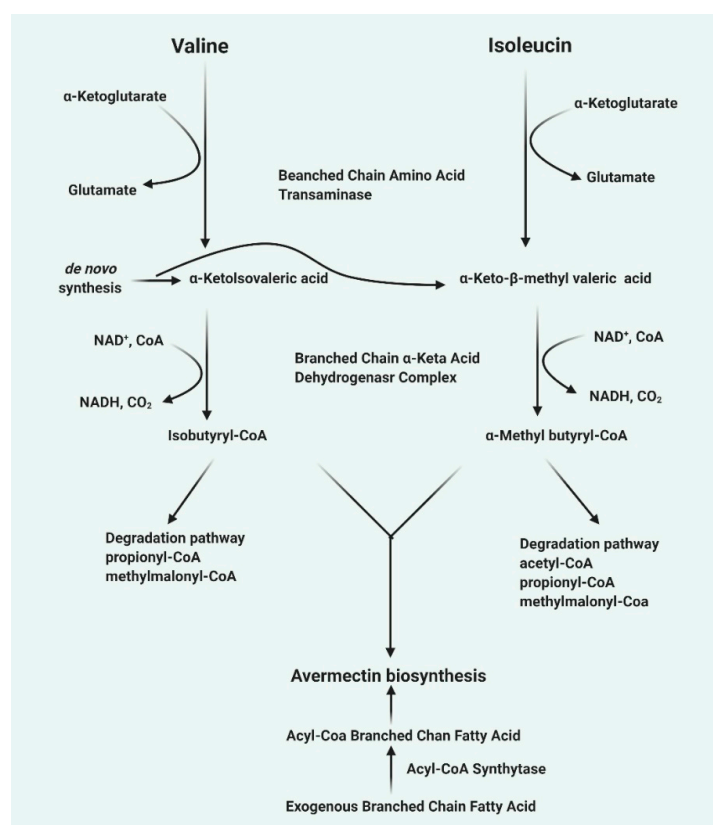 Valine
Isoleucin
α-Ketoglutarate
α-Ketoglutarate
Glutamate
Beanched Chain Amino Acid
Transaminase
Glutamate
de novo
synthesis
α-Ketolsovaleric acid
α-Keto-β-methyl valeric acid
NAD⁺, CoA
NADH, CO₂
Branched Chain α-Keta Acid
Dehydrogenasr Complex
NAD⁺, CoA
NADH, CO₂
Isobutyryl-CoA
α-Methyl butyryl-CoA
Degradation pathway
propionyl-CoA
methylmalonyl-CoA
Degradation pathway
acetyl-CoA
propionyl-CoA
methylmalonyl-Coa
Avermectin biosynthesis
Acyl-Coa Branched Chan Fatty Acid
Acyl-CoA Synthytase
Exogenous Branched Chain Fatty Acid